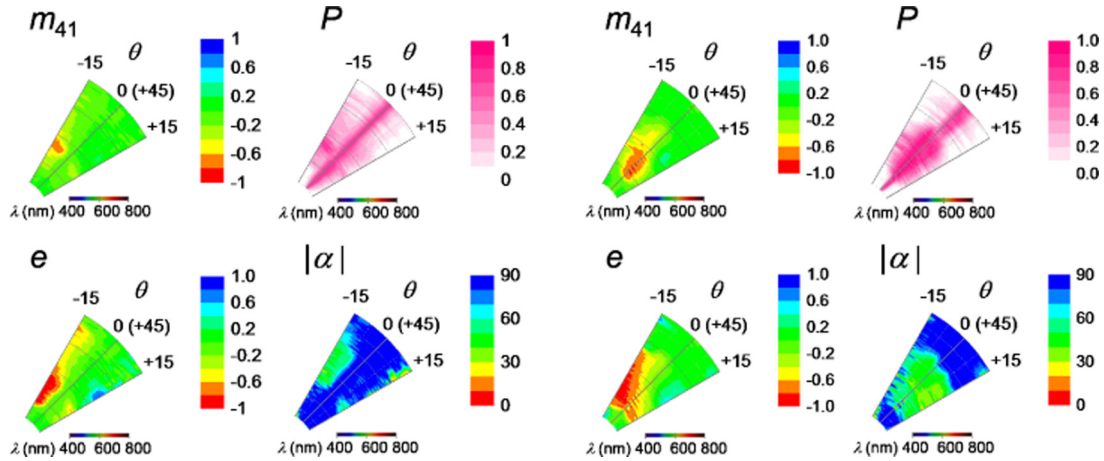 m41 P m41 P
1 1 1.0 1.0
θ θ θ θ
-15 0.6 -15 0.8 -15 0.6 -15 0.8
0 (+45) 0.2 0 (+45) 0.6 0 (+45) 0.2 0 (+45) 0.6
+15 -0.2 +15 0.4 +15 -0.2 +15 0.4
-0.6 0.2 -0.6 0.2
-1 0 -1.0 0.0
λ (nm) 400 600 800 λ (nm) 400 600 800 λ (nm) 400 600 800 λ (nm) 400 600 800
e |α| e |α|
1.0 90 1.0 90
θ θ θ θ
-15 0.6 -15 60 -15 0.6 -15 60
0 (+45) 0.2 0 (+45) 0 (+45) 0.2 0 (+45)
+15 -0.2 +15 30 +15 -0.2 +15 30
-0.6 -0.6
-1 0 -1.0 0
λ (nm) 400 600 800 λ (nm) 400 600 800 λ (nm) 400 600 800 λ (nm) 400 600 800